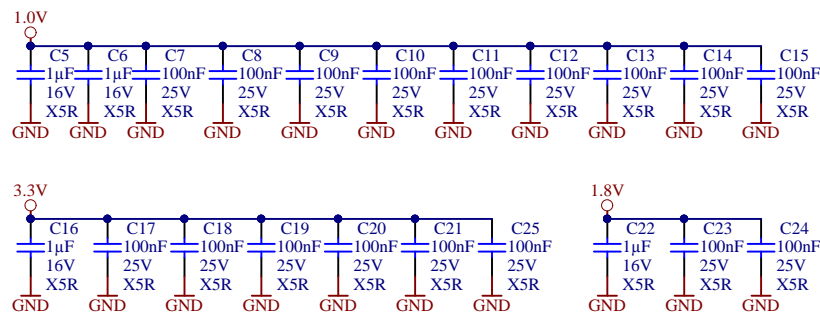 1.0V
C5 C6 C7 C8 C9 C10 C11 C12 C13 C14 C15
1µF 1µF 100nF 100nF 100nF 100nF 100nF 100nF 100nF 100nF 100nF
16V 16V 25V 25V 25V 25V 25V 25V 25V 25V 25V
X5R X5R X5R X5R X5R X5R X5R X5R X5R X5R X5R
GND GND GND GND GND GND GND GND GND GND GND
3.3V 1.8V
C16 C17 C18 C19 C20 C21 C25 C22 C23 C24
1µF 100nF 100nF 100nF 100nF 100nF 100nF 1µF 100nF 100nF
16V 25V 25V 25V 25V 25V 25V 16V 25V 25V
X5R X5R X5R X5R X5R X5R X5R X5R X5R X5R
GND GND GND GND GND GND GND GND GND GND